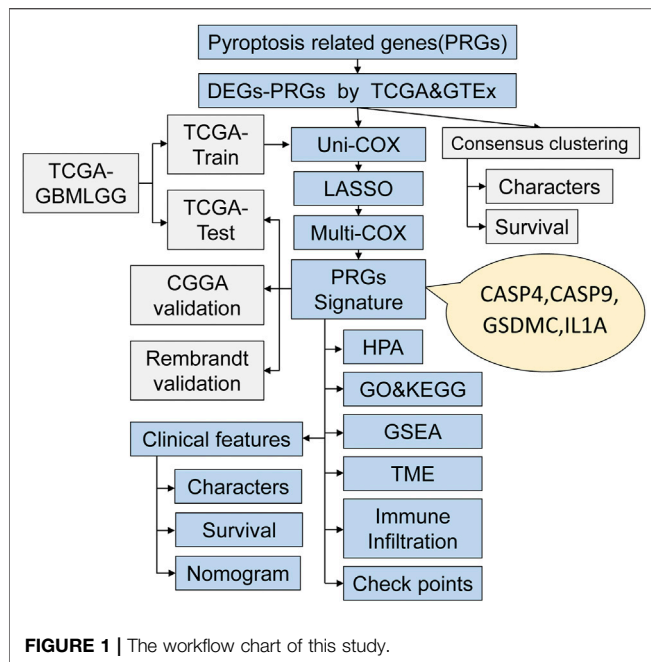 Pyroptosis related genes(PRGs)
DEGs-PRGs by TCGA&GTEx
TCGA-
GBMLGG
TCGA-
Train
TCGA-
Test
Uni-COX
LASSO
Multi-COX
PRGs
Signature
Consensus clustering
Characters
Survival
CASP4,CASP9,
GSDMC,IL1A
CGGA
validation
Rembrandt
validation
HPA
GO&KEGG
GSEA
TME
Immune
Infiltration
Check points
Clinical features
Characters
Survival
Nomogram
FIGURE 1 | The workflow chart of this study.